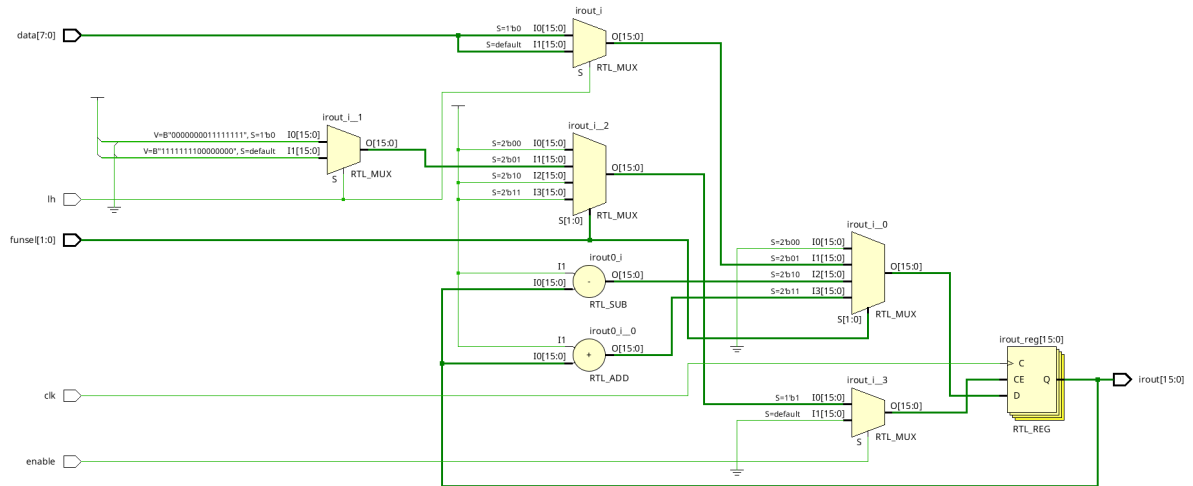 irout_i
data[7:0]
S=1'b0 I0[15:0]
S=default I1[15:0]
O[15:0]
S
RTL_MUX
irout_i__1
V=B"0000000011111111", S=1'b0 I0[15:0]
V=B"1111111100000000", S=default I1[15:0]
O[15:0]
S
RTL_MUX
irout_i__2
S=2'b00 I0[15:0]
S=2'b01 I1[15:0]
S=2'b10 I2[15:0]
S=2'b11 I3[15:0]
O[15:0]
S[1:0]
RTL_MUX
lh
funsel[1:0]
irout_i__0
S=2'b00 I0[15:0]
S=2'b01 I1[15:0]
S=2'b10 I2[15:0]
S=2'b11 I3[15:0]
O[15:0]
S[1:0]
RTL_MUX
irout0_i
I1
I0[15:0]
-
O[15:0]
RTL_SUB
irout0_i__0
I1
I0[15:0]
+
O[15:0]
RTL_ADD
irout_reg[15:0]
C
CE
D
Q
RTL_REG
irout[15:0]
clk
irout_i__3
S=1'b1 I0[15:0]
S=default I1[15:0]
O[15:0]
S
RTL_MUX
enable